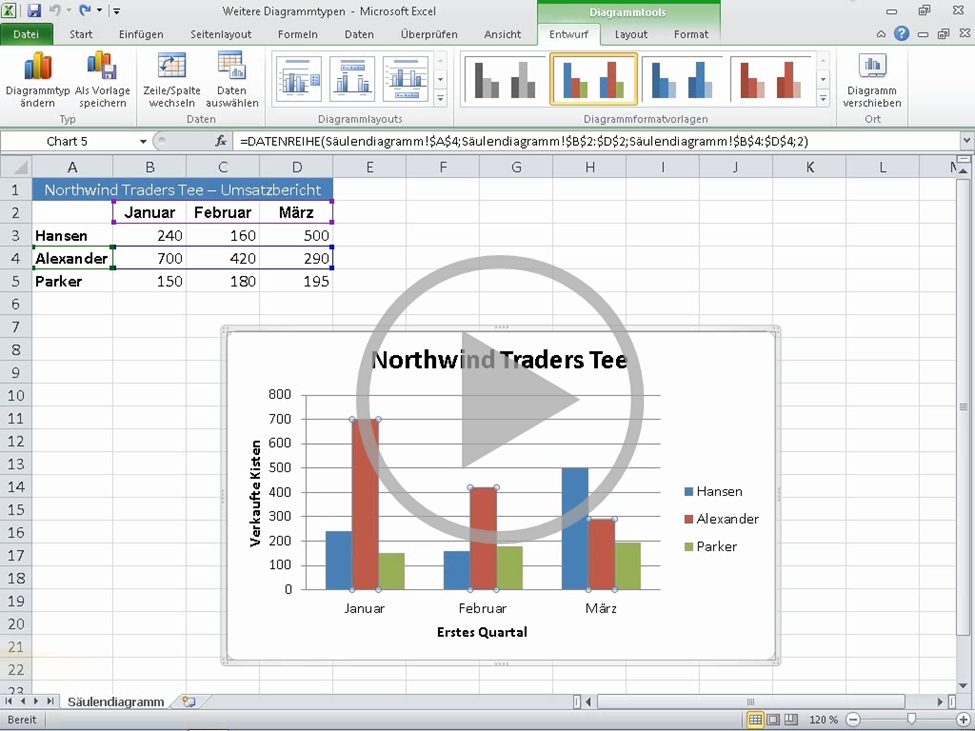 Weitere Diagrammtypen - Microsoft Excel
Diagrammtools
Datei Start Einfügen Seitenlayout Formeln Daten Überprüfen Ansicht Entwurf Layout Format
Diagrammtyp ändern
Als Vorlage speichern
Zeile/Spalte wechseln
Daten auswählen
Diagramm verschieben
Typ Daten Diagrammlayouts Diagrammformatvorlagen Ort
Chart 5 fx =DATENREIHE(Säulendiagramm!$A$4;Säulendiagramm!$B$2:$D$2;Säulendiagramm!$B$4:$D$4;2)
A B C D E F G H I J K L M
1 Northwind Traders Tee – Umsatzbericht
2 Januar Februar März
3 Hansen 240 160 500
4 Alexander 700 420 290
5 Parker 150 180 195
6
7
8
9
10
11
12
13
14
15
16
17
18
19
20
21
22
23
Northwind Traders Tee
800
700
600
500
400
300
200
100
0
Verkaufte Kisten
Januar Februar März
Erstes Quartal
Hansen
Alexander
Parker
Säulendiagramm
Bereit 120 %